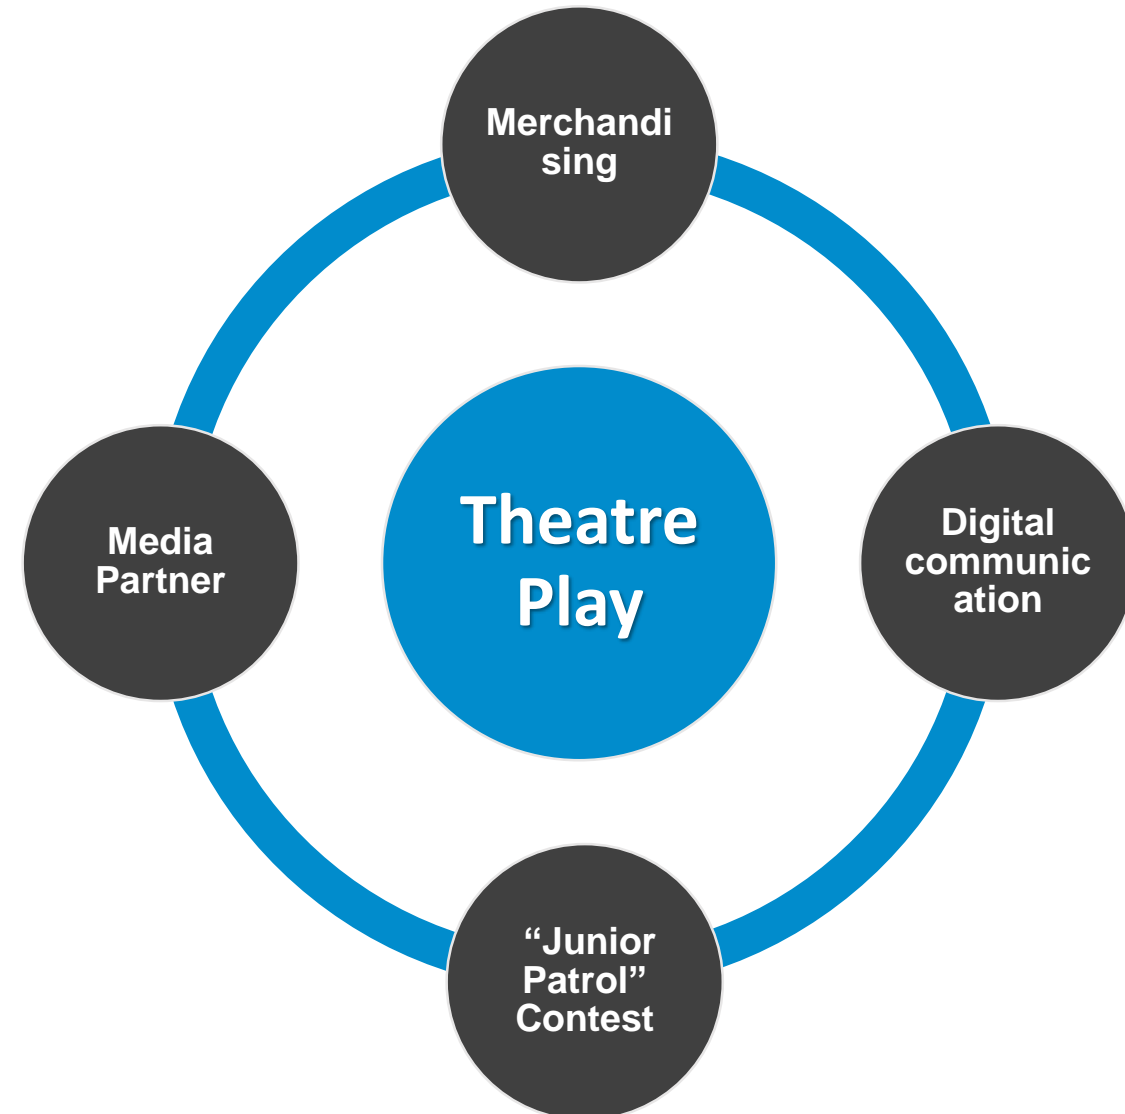 Merchandi
sing
Media
Partner
Theatre
Play
Digital
communic
ation
“Junior
Patrol”
Contest